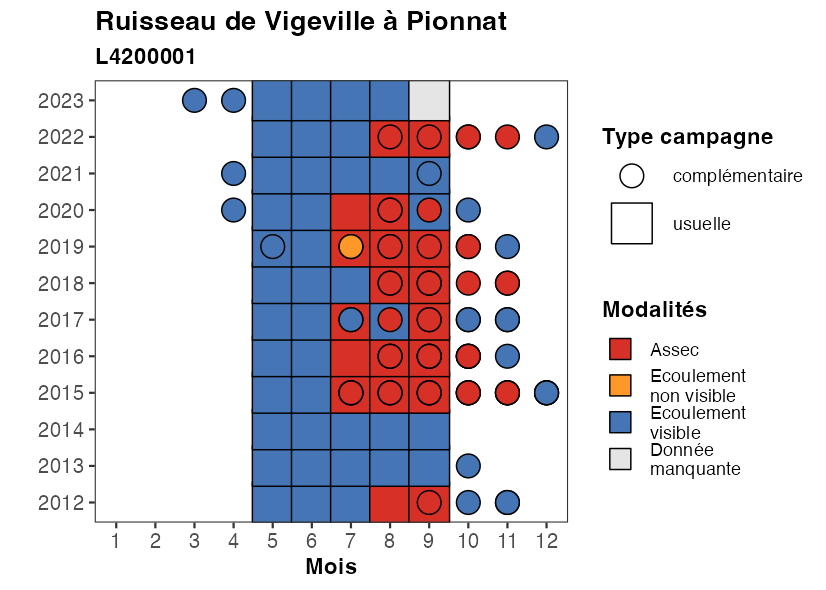 Ruisseau de Vigeville à Pionnat
L4200001
2023
2022
2021
2020
2019
2018
2017
2016
2015
2014
2013
2012
1 2 3 4 5 6 7 8 9 10 11 12
Mois
Type campagne
complémentaire
usuelle
Modalités
Assec
Ecoulement
non visible
Ecoulement
visible
Donnée
manquante